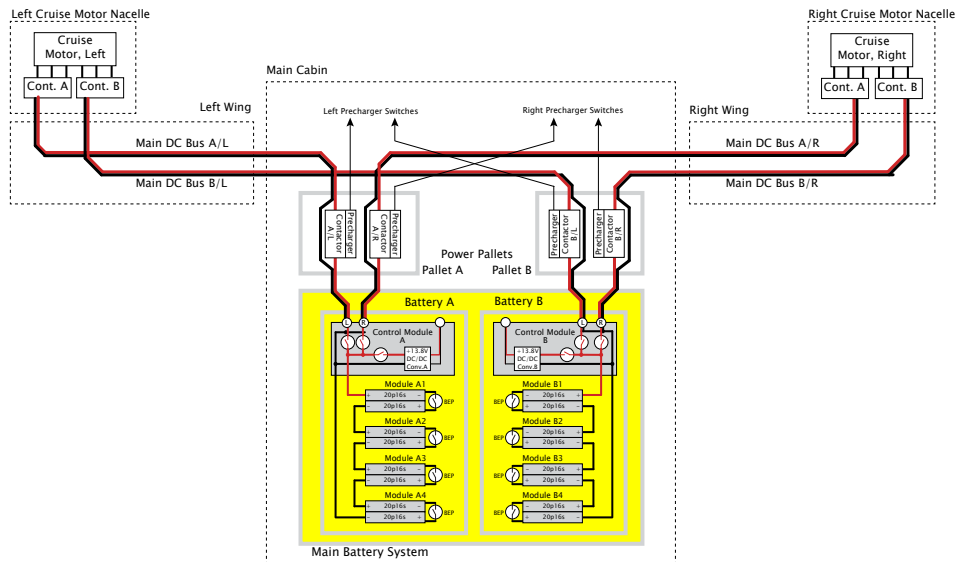 Left Cruise Motor Nacelle
Right Cruise Motor Nacelle
Cruise
Motor, Left
Cont. A
Cont. B
Cruise
Motor, Right
Cont. A
Cont. B
Main Cabin
Left Wing
Right Wing
Left Precharger Switches
Right Precharger Switches
Main DC Bus A/L
Main DC Bus A/R
Main DC Bus B/L
Main DC Bus B/R
Contactor
A/L
Precharger
Contactor
A/R
Precharger
Precharger
Contactor
B/L
Precharger
Contactor
B/R
Power Pallets
Pallet A
Pallet B
Battery A
Battery B
L
R
L
R
Control Module
A
+13.8V
DC/DC
Conv.A
Control Module
B
+13.8V
DC/DC
Conv.B
Module A1
+ 20p16s −
− 20p16s +
BEP
Module A2
+ 20p16s −
− 20p16s +
BEP
Module A3
+ 20p16s −
− 20p16s +
BEP
Module A4
+ 20p16s −
− 20p16s +
BEP
Module B1
− 20p16s +
+ 20p16s −
BEP
Module B2
− 20p16s +
+ 20p16s −
BEP
Module B3
− 20p16s +
+ 20p16s −
BEP
Module B4
− 20p16s +
+ 20p16s −
BEP
Main Battery System